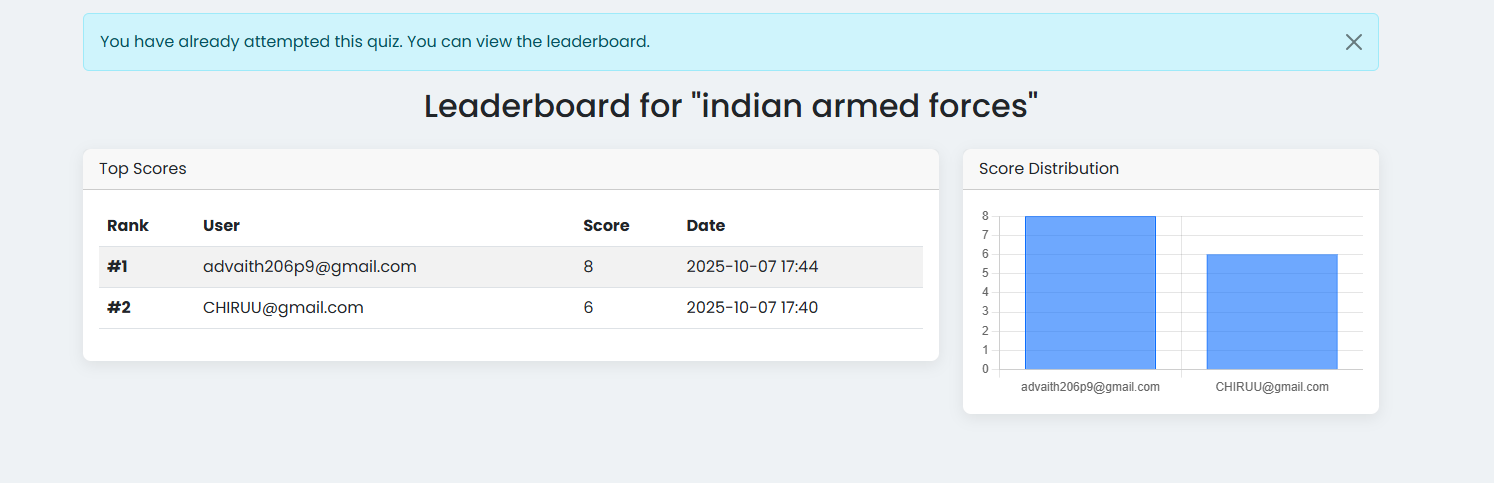 You have already attempted this quiz. You can view the leaderboard.
Leaderboard for "indian armed forces"
Top Scores
Rank User Score Date
#1 advaith206p9@gmail.com 8 2025-10-07 17:44
#2 CHIRUU@gmail.com 6 2025-10-07 17:40
Score Distribution
8
7
6
5
4
3
2
1
0
advaith206p9@gmail.com CHIRUU@gmail.com